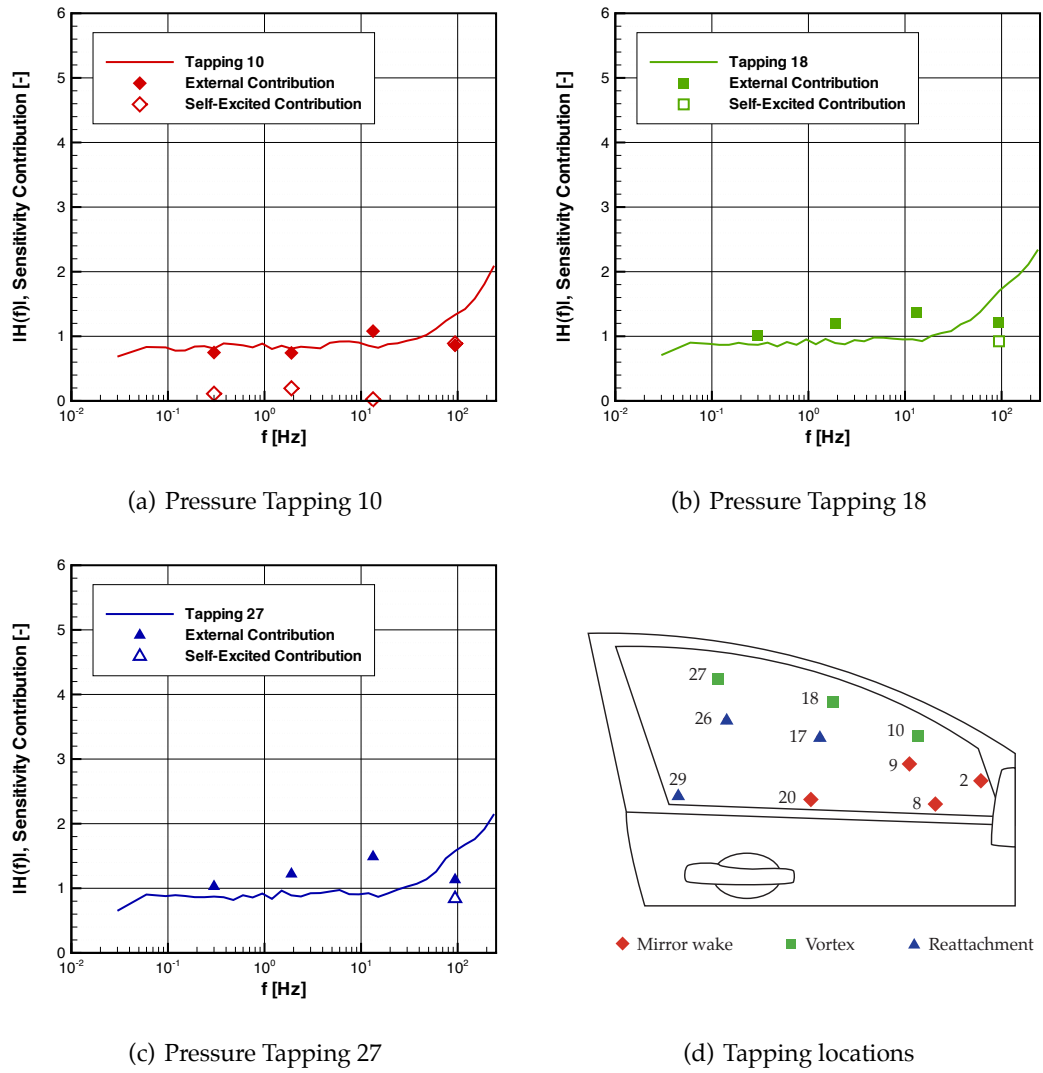 6
5
4
3
2
1
0
|H(f)|, Sensitivity Contribution [-]
Tapping 10
External Contribution
Self-Excited Contribution
10-2 10-1 100 101 102
f [Hz]
(a) Pressure Tapping 10
6
5
4
3
2
1
0
|H(f)|, Sensitivity Contribution [-]
Tapping 18
External Contribution
Self-Excited Contribution
10-2 10-1 100 101 102
f [Hz]
(b) Pressure Tapping 18
6
5
4
3
2
1
0
|H(f)|, Sensitivity Contribution [-]
Tapping 27
External Contribution
Self-Excited Contribution
10-2 10-1 100 101 102
f [Hz]
(c) Pressure Tapping 27
27
18
26
17
10
9
2
29
20
8
Mirror wake Vortex Reattachment
(d) Tapping locations